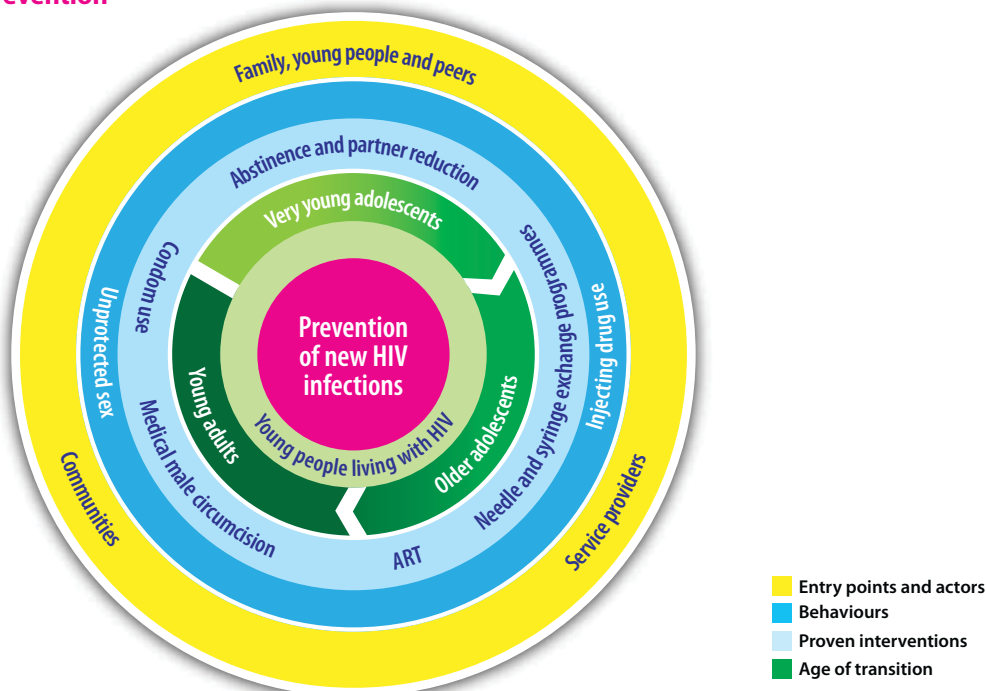 evention
Family, young people and peers
Abstinence and partner reduction
Very young adolescents
Condom use
Unprotected sex
Needle and syringe exchange programmes
Injecting drug use
Prevention
of new HIV
infections
Young people living with HIV
Young adults
Older adolescents
Medical male circumcision
ART
Communities
Service providers
Entry points and actors
Behaviours
Proven interventions
Age of transition